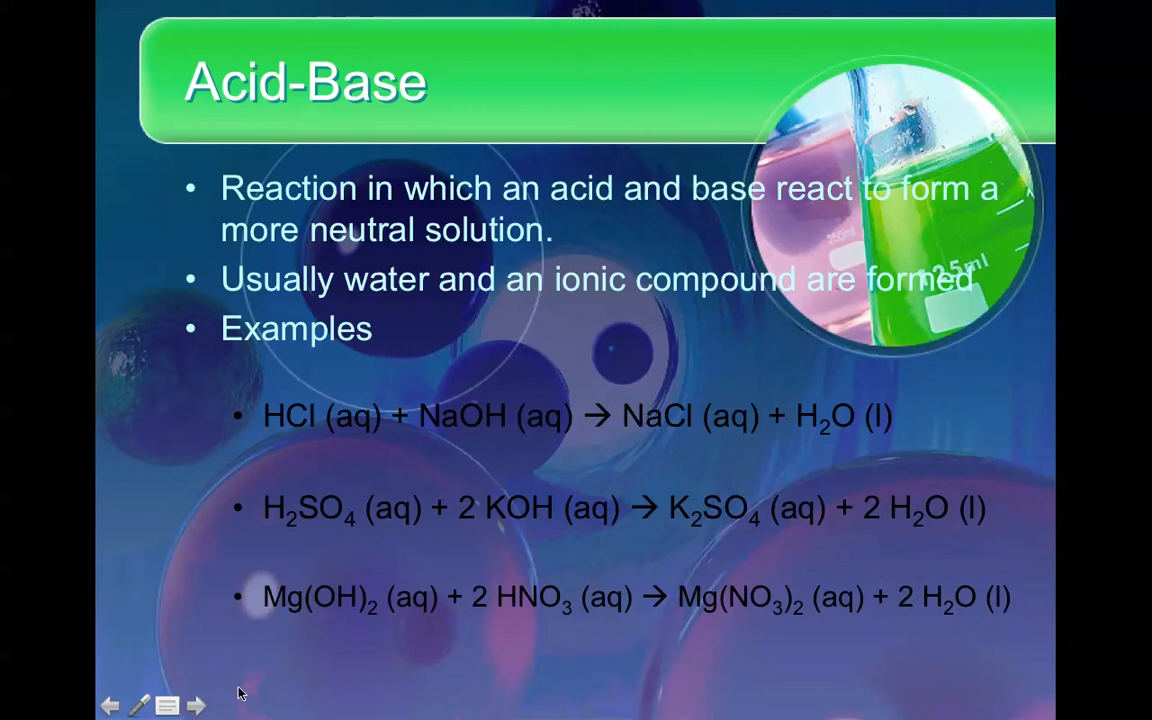 Acid-Base
• Reaction in which an acid and base react to form a
more neutral solution.
• Usually water and an ionic compound are formed
• Examples
• HCl (aq) + NaOH (aq) → NaCl (aq) + H₂O (l)
• H₂SO₄ (aq) + 2 KOH (aq) → K₂SO₄ (aq) + 2 H₂O (l)
• Mg(OH)₂ (aq) + 2 HNO₃ (aq) → Mg(NO₃)₂ (aq) + 2 H₂O (l)
250ml
125ml